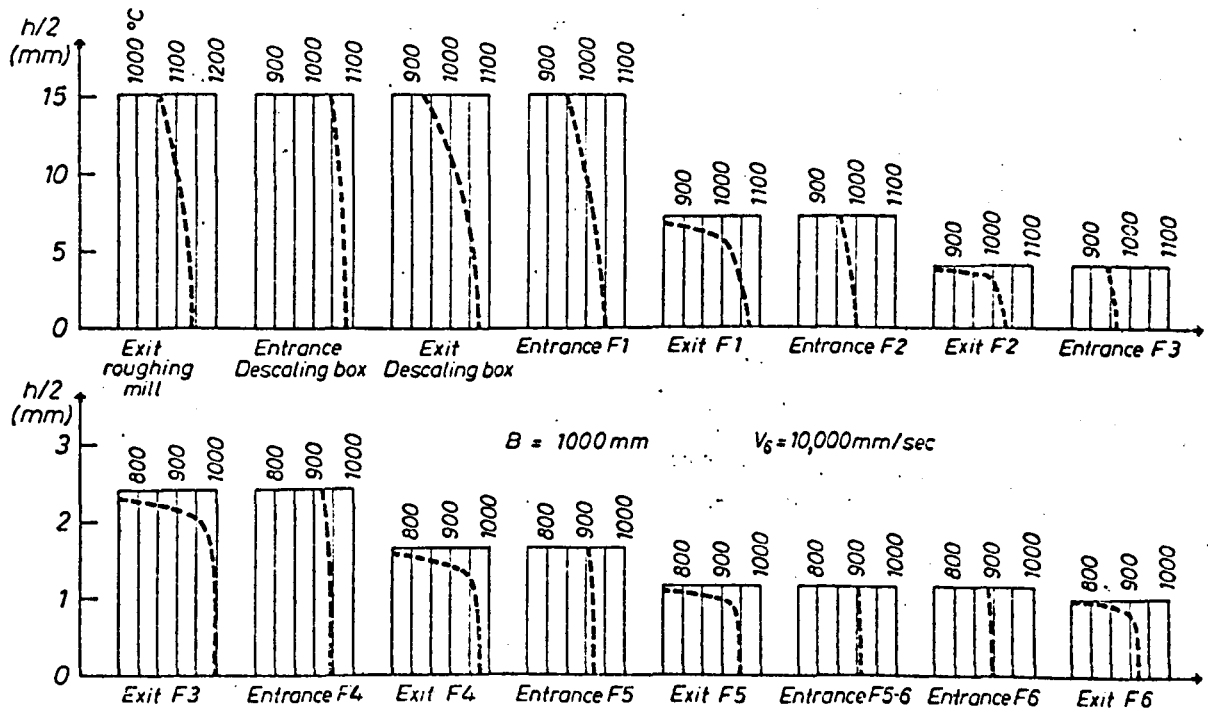 h/2
(mm)
1000 °C 1100 1200
900 1000 1100
900 1000 1100
900 1000 1100
900 1000 1100
900 1000 1100
900 1000 1100
900 1000 1100
15
10
5
0
Exit
roughing
mill
Entrance
Descaling box
Exit
Descaling box
Entrance F1
Exit F1
Entrance F2
Exit F2
Entrance F3
h/2
(mm)
B = 1000 mm
V6 = 10,000 mm/sec
800 900 1000
800 900 1000
800 900 1000
800 900 1000
800 900 1000
800 900 1000
800 900 1000
800 900 1000
3
2
1
0
Exit F3
Entrance F4
Exit F4
Entrance F5
Exit F5
Entrance F5-6
Entrance F6
Exit F6